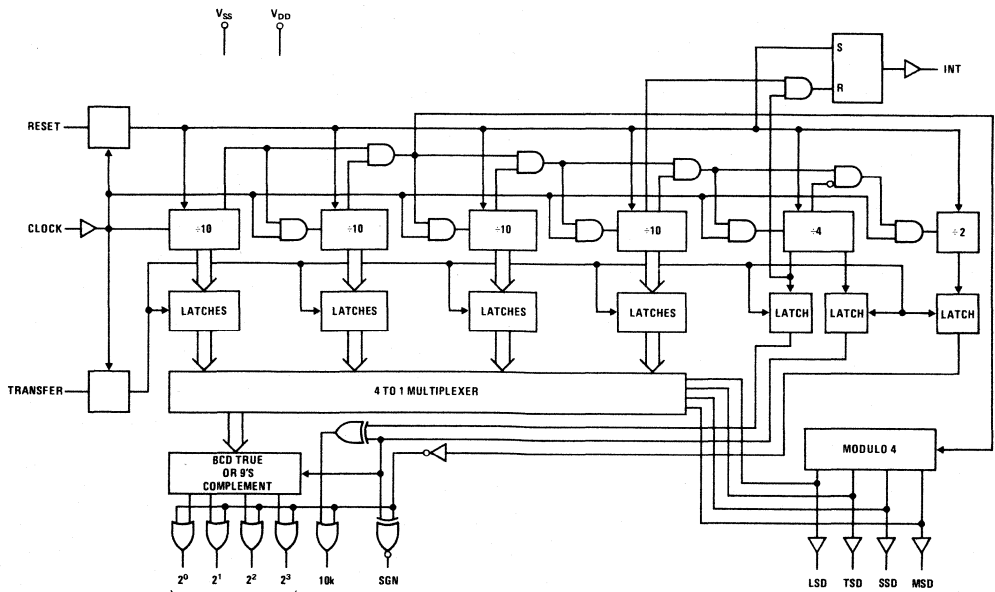 VSS VDD
S
INT
R
RESET
CLOCK
÷10 ÷10 ÷10 ÷10 ÷4 ÷2
LATCHES LATCHES LATCHES LATCHES LATCH LATCH LATCH
TRANSFER
4 TO 1 MULTIPLEXER
MODULO 4
BCD TRUE
OR 9'S
COMPLEMENT
2⁰ 2¹ 2² 2³ 10k SGN LSD TSD SSD MSD